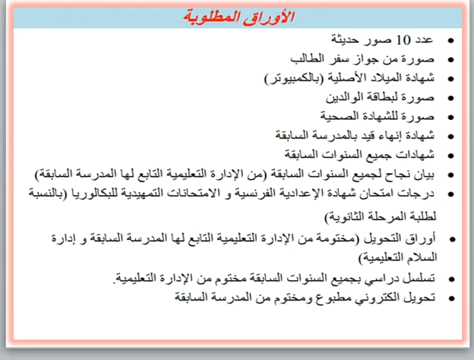 الأوراق المطلوبة
• عدد 10 صور حديثة
• صورة من جواز سفر الطالب
• شهادة الميلاد الأصلية (بالكمبيوتر)
• صورة لبطاقة الوالدين
• صورة للشهادة الصحية
• شهادة إنهاء قيد بالمدرسة السابقة
• شهادات جميع السنوات السابقة
• بيان نجاح لجميع السنوات السابقة (من الإدارة التعليمية التابع لها المدرسة السابقة)
• درجات امتحان شهادة الإعدادية الفرنسية و الامتحانات التمهيدية للبكالوريا (بالنسبة
لطلبة المرحلة الثانوية)
• أوراق التحويل (مختومة من الإدارة التعليمية التابع لها المدرسة السابقة و إدارة
السلام التعليمية)
• تسلسل دراسي بجميع السنوات السابقة مختوم من الإدارة التعليمية.
• تحويل الكتروني مطبوع ومختوم من المدرسة السابقة